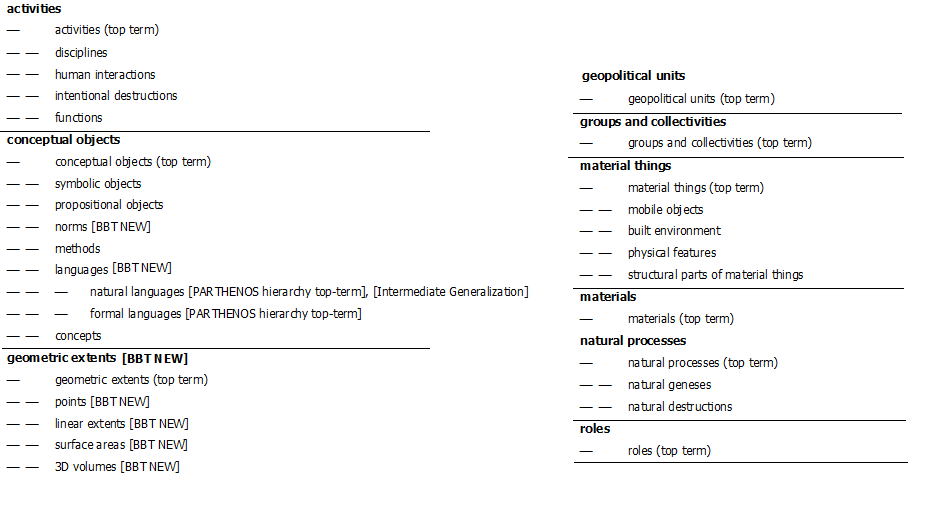 activities
— activities (top term)
— — disciplines
— — human interactions
— — intentional destructions
— — functions
conceptual objects
— conceptual objects (top term)
— — symbolic objects
— — propositional objects
— — norms [BBT NEW]
— — methods
— — languages [BBT NEW]
— — — natural languages [PARTHENOS hierarchy top-term], [Intermediate Generalization]
— — — formal languages [PARTHENOS hierarchy top-term]
— — concepts
geometric extents [BBT NEW]
— geometric extents (top term)
— — points [BBT NEW]
— — linear extents [BBT NEW]
— — surface areas [BBT NEW]
— — 3D volumes [BBT NEW]
geopolitical units
— geopolitical units (top term)
groups and collectivities
— groups and collectivities (top term)
material things
— material things (top term)
— — mobile objects
— — built environment
— — physical features
— — structural parts of material things
materials
— materials (top term)
natural processes
— natural processes (top term)
— — natural geneses
— — natural destructions
roles
— roles (top term)